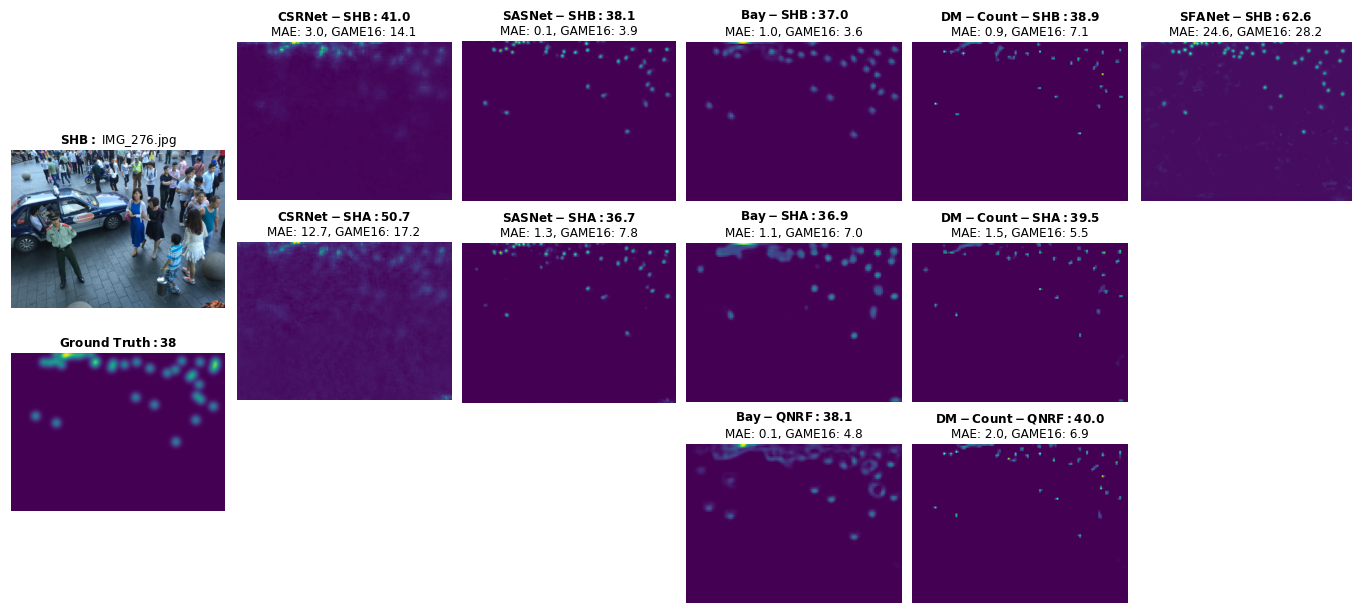 CSRNet−SHB: 41.0
MAE: 3.0, GAME16: 14.1
SASNet−SHB: 38.1
MAE: 0.1, GAME16: 3.9
Bay−SHB: 37.0
MAE: 1.0, GAME16: 3.6
DM−Count−SHB: 38.9
MAE: 0.9, GAME16: 7.1
SFANet−SHB: 62.6
MAE: 24.6, GAME16: 28.2
SHB: IMG_276.jpg
CSRNet−SHA: 50.7
MAE: 12.7, GAME16: 17.2
SASNet−SHA: 36.7
MAE: 1.3, GAME16: 7.8
Bay−SHA: 36.9
MAE: 1.1, GAME16: 7.0
DM−Count−SHA: 39.5
MAE: 1.5, GAME16: 5.5
Ground Truth: 38
Bay−QNRF: 38.1
MAE: 0.1, GAME16: 4.8
DM−Count−QNRF: 40.0
MAE: 2.0, GAME16: 6.9